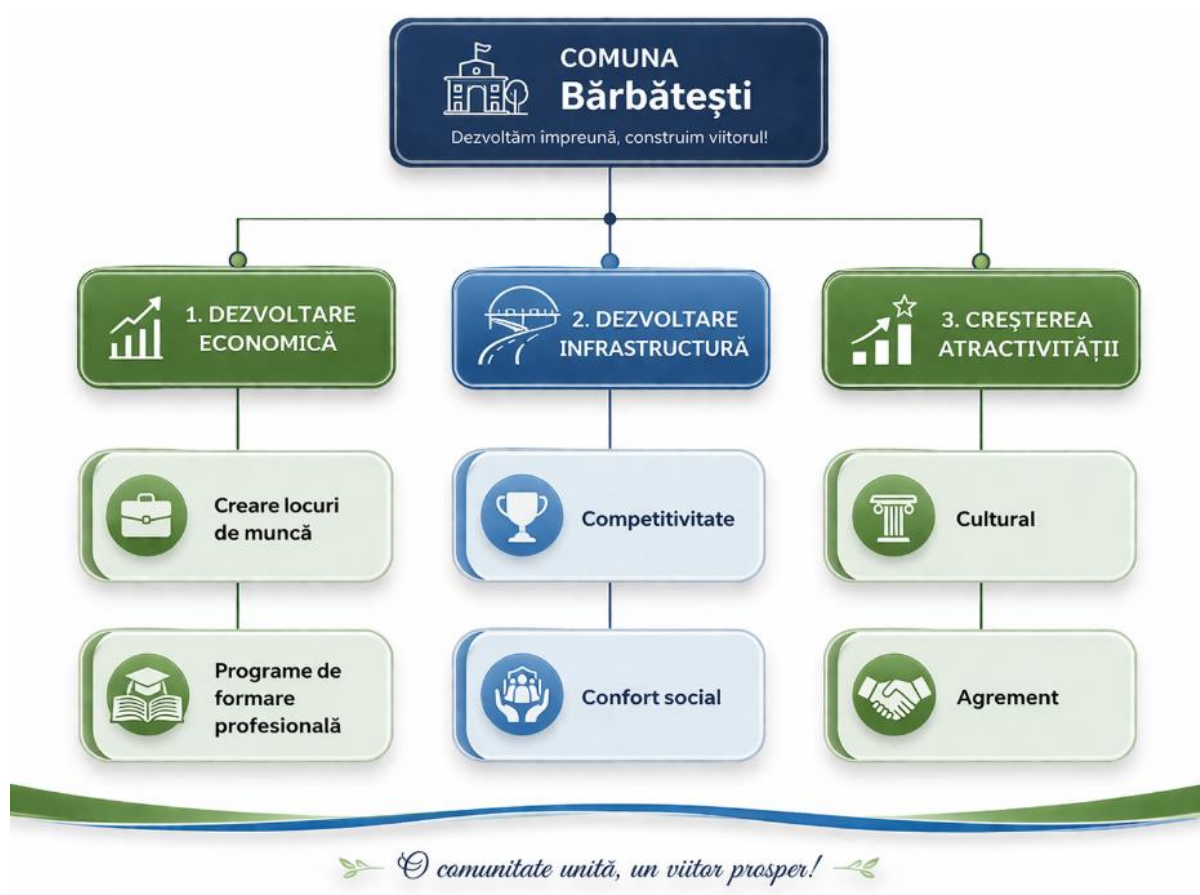 COMUNA
Bărbătești
Dezvoltăm împreună, construim viitorul!
1. DEZVOLTARE
ECONOMICĂ
2. DEZVOLTARE
INFRASTRUCTURĂ
3. CREȘTEREA
ATRACTIVITĂȚII
Creare locuri
de muncă
Competitivitate
Cultural
Programe de
formare
profesională
Confort social
Agrement
O comunitate unită, un viitor prosper!